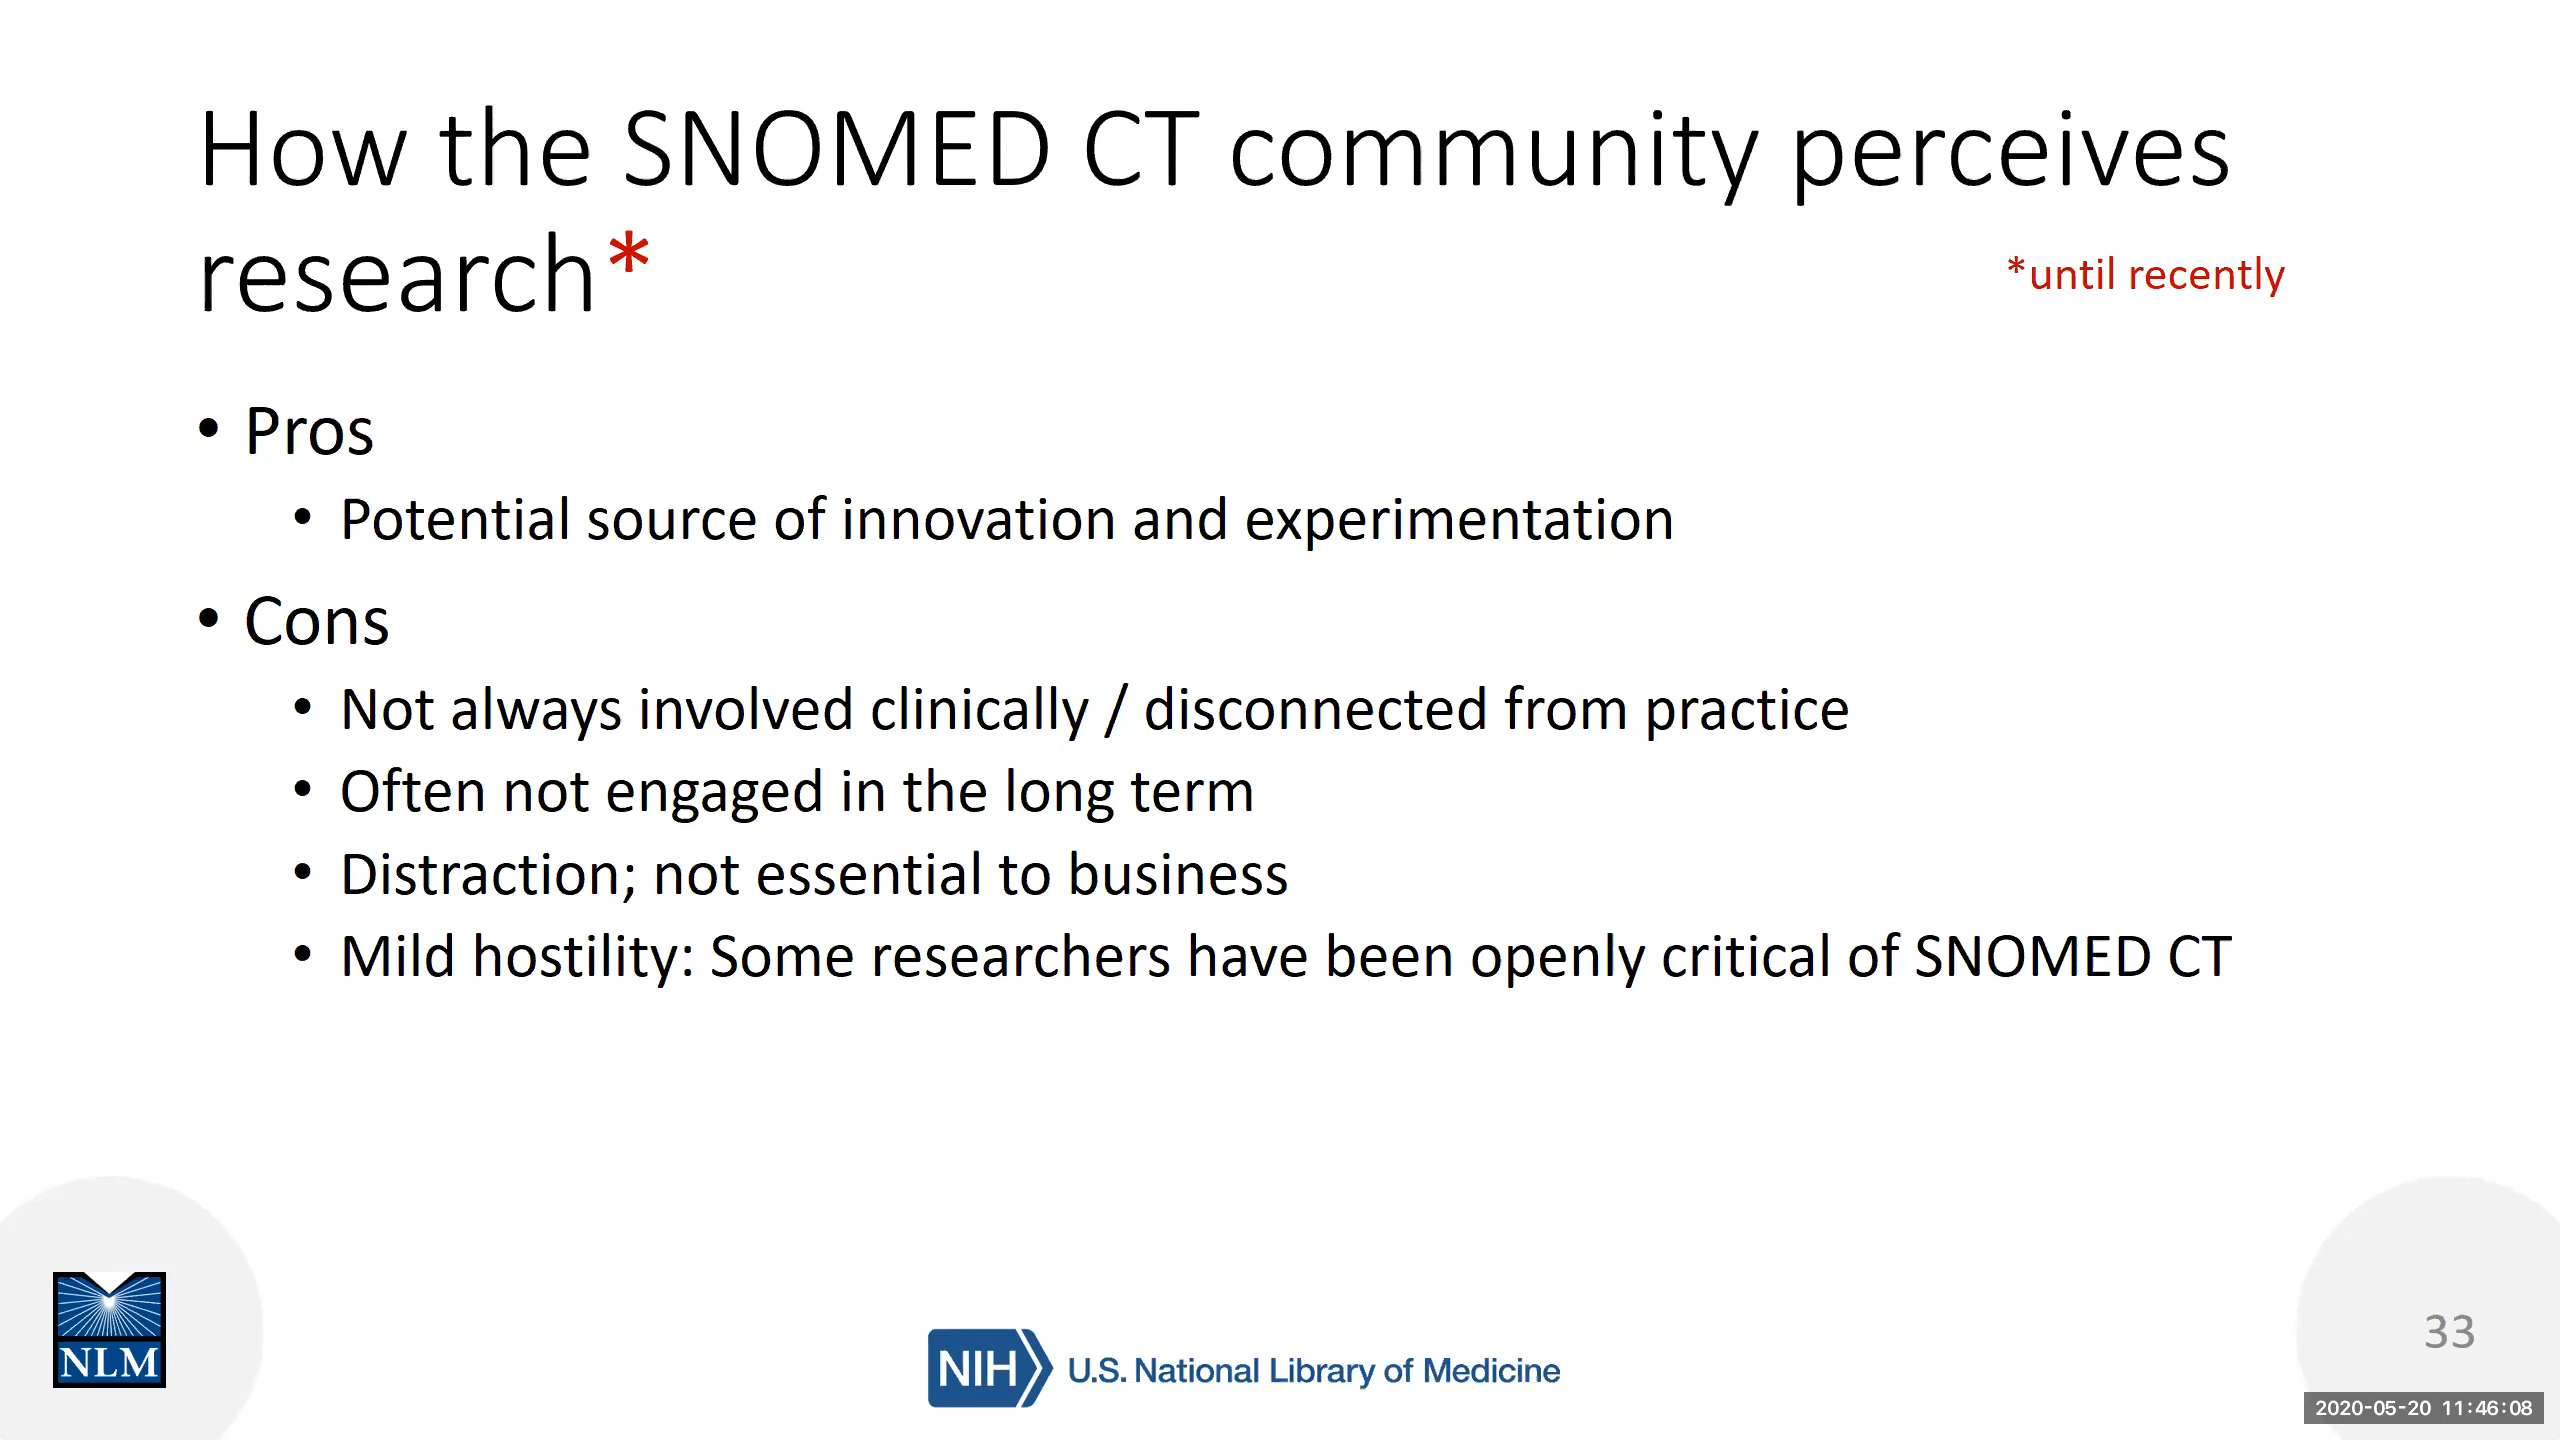 How the SNOMED CT community perceives
research*
*until recently
• Pros
• Potential source of innovation and experimentation
• Cons
• Not always involved clinically / disconnected from practice
• Often not engaged in the long term
• Distraction; not essential to business
• Mild hostility: Some researchers have been openly critical of SNOMED CT
NLM
NIH U.S. National Library of Medicine
33
2020-05-20 11:46:08